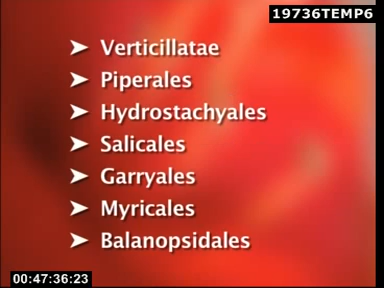 19736TEMP6
Verticillatae
Piperales
Hydrostachyales
Salicales
Garryales
Myricales
Balanopsidales
00:47:36:23